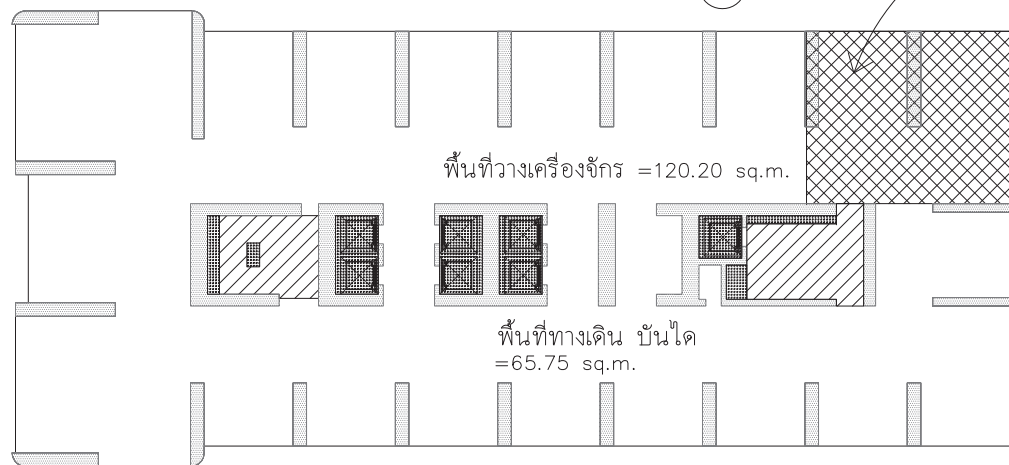 พื้นที่วางเครื่องจักร =120.20 sq.m.
พื้นที่ทางเดิน บันได
=65.75 sq.m.